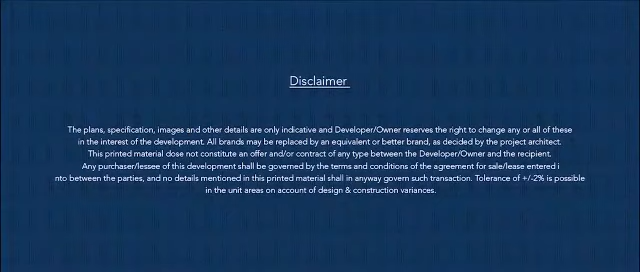 Disclaimer
The plans, specification, images and other details are only indicative and Developer/Owner reserves the right to change any or all of these
in the interest of the development. All brands may be replaced by an equivalent or better brand, as decided by the project architect.
This printed material dose not constitute an offer and/or contract of any type between the Developer/Owner and the recipient.
Any purchaser/lessee of this development shall be governed by the terms and conditions of the agreement for sale/lease entered i
nto between the parties, and no details mentioned in this printed material shall in anyway govern such transaction. Tolerance of +/-2% is possible
in the unit areas on account of design & construction variances.